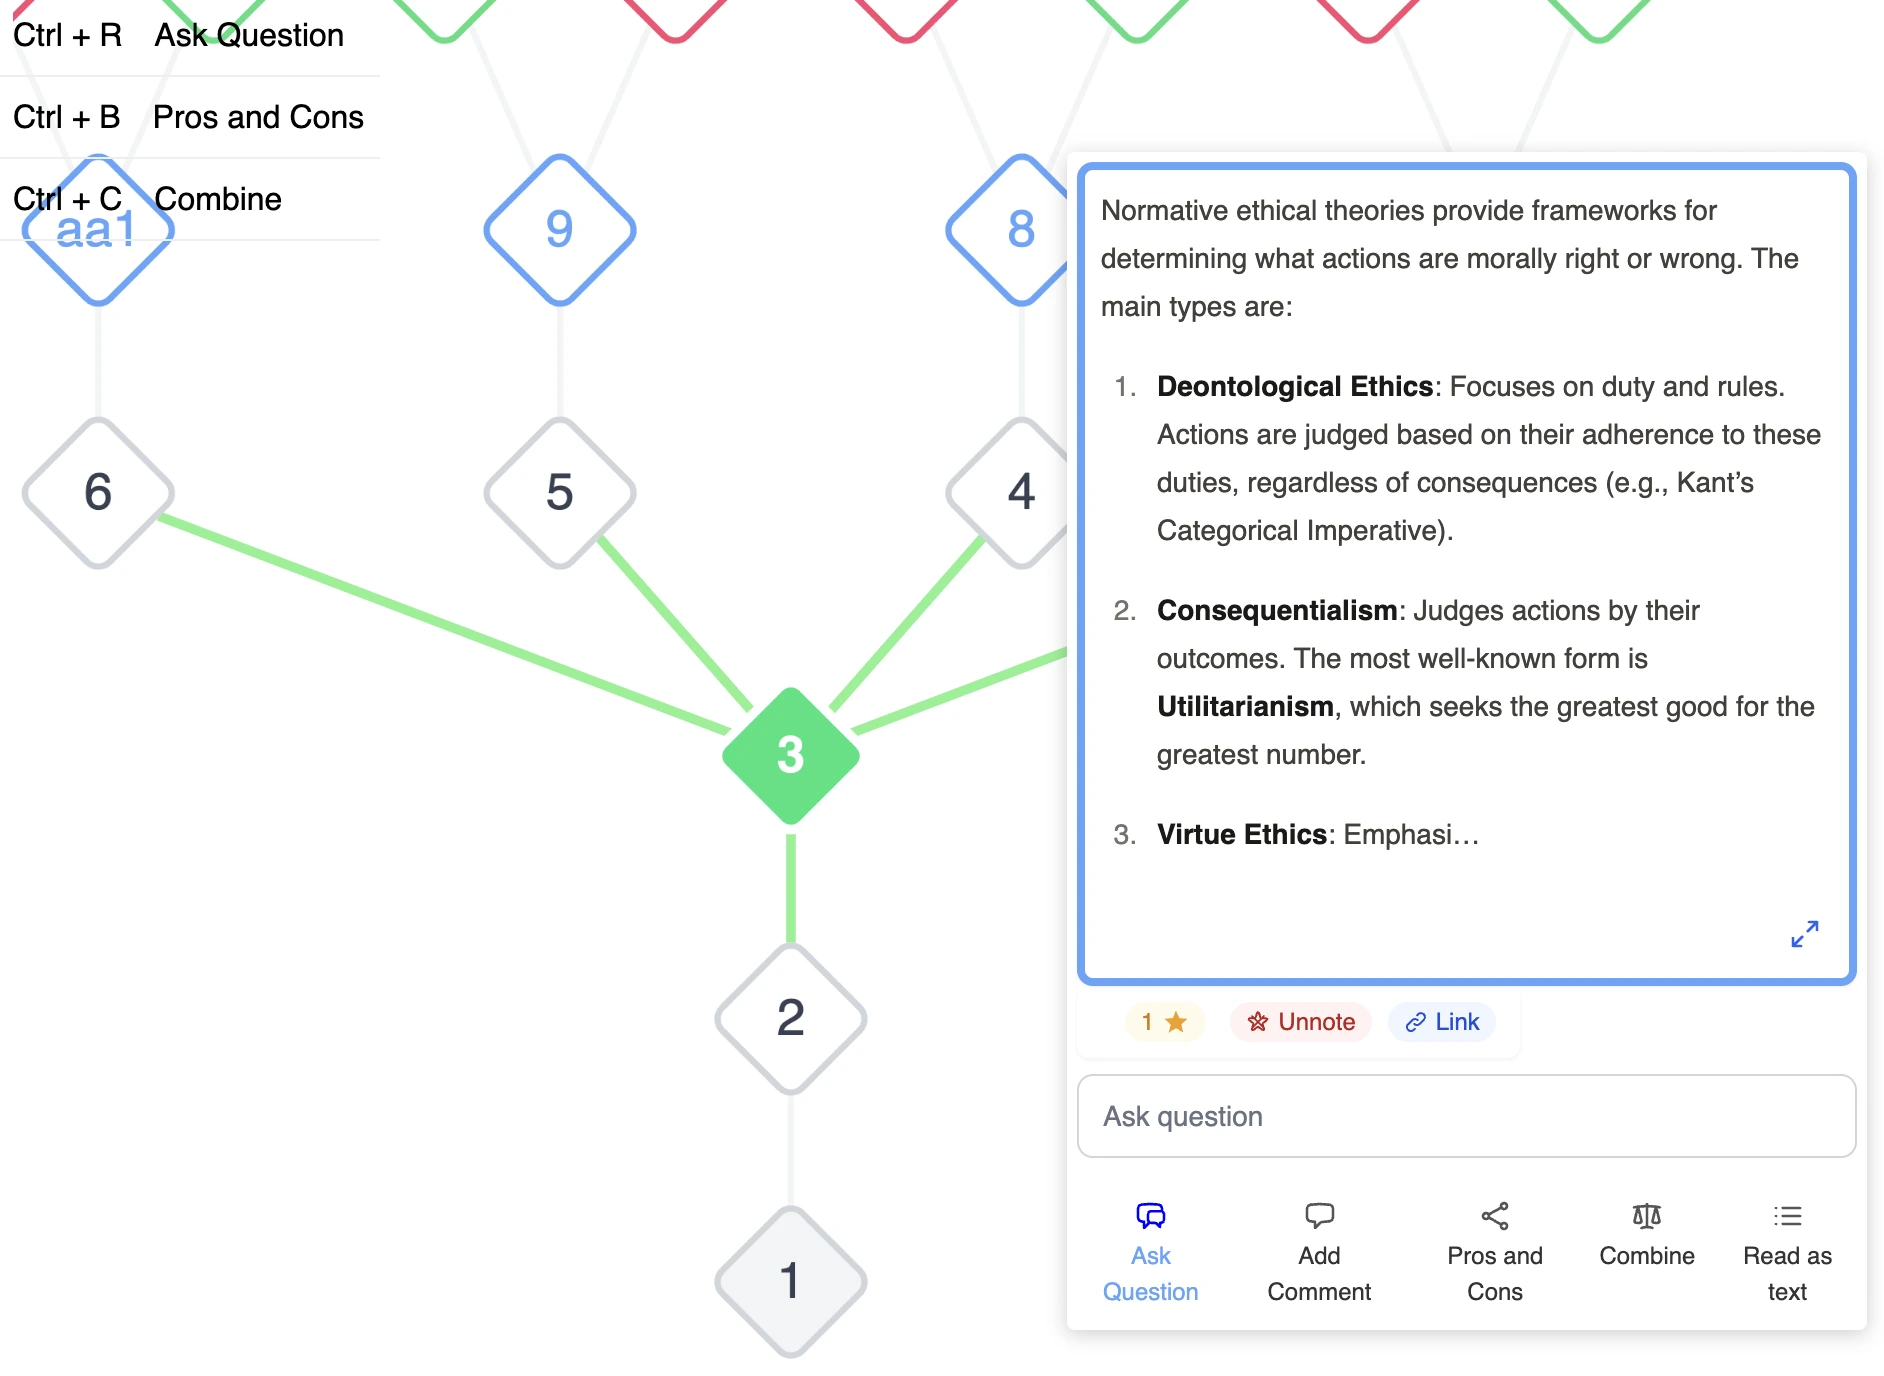 Ctrl + R Ask Question
Ctrl + B Pros and Cons
Ctrl + C Combine
aa1
9
8
6
5
4
3
2
1
Normative ethical theories provide frameworks for
determining what actions are morally right or wrong. The
main types are:
1. Deontological Ethics: Focuses on duty and rules.
Actions are judged based on their adherence to these
duties, regardless of consequences (e.g., Kant’s
Categorical Imperative).
2. Consequentialism: Judges actions by their
outcomes. The most well-known form is
Utilitarianism, which seeks the greatest good for the
greatest number.
3. Virtue Ethics: Emphasi…
1 Unnote Link
Ask question
Ask
Question
Add
Comment
Pros and
Cons
Combine
Read as
text